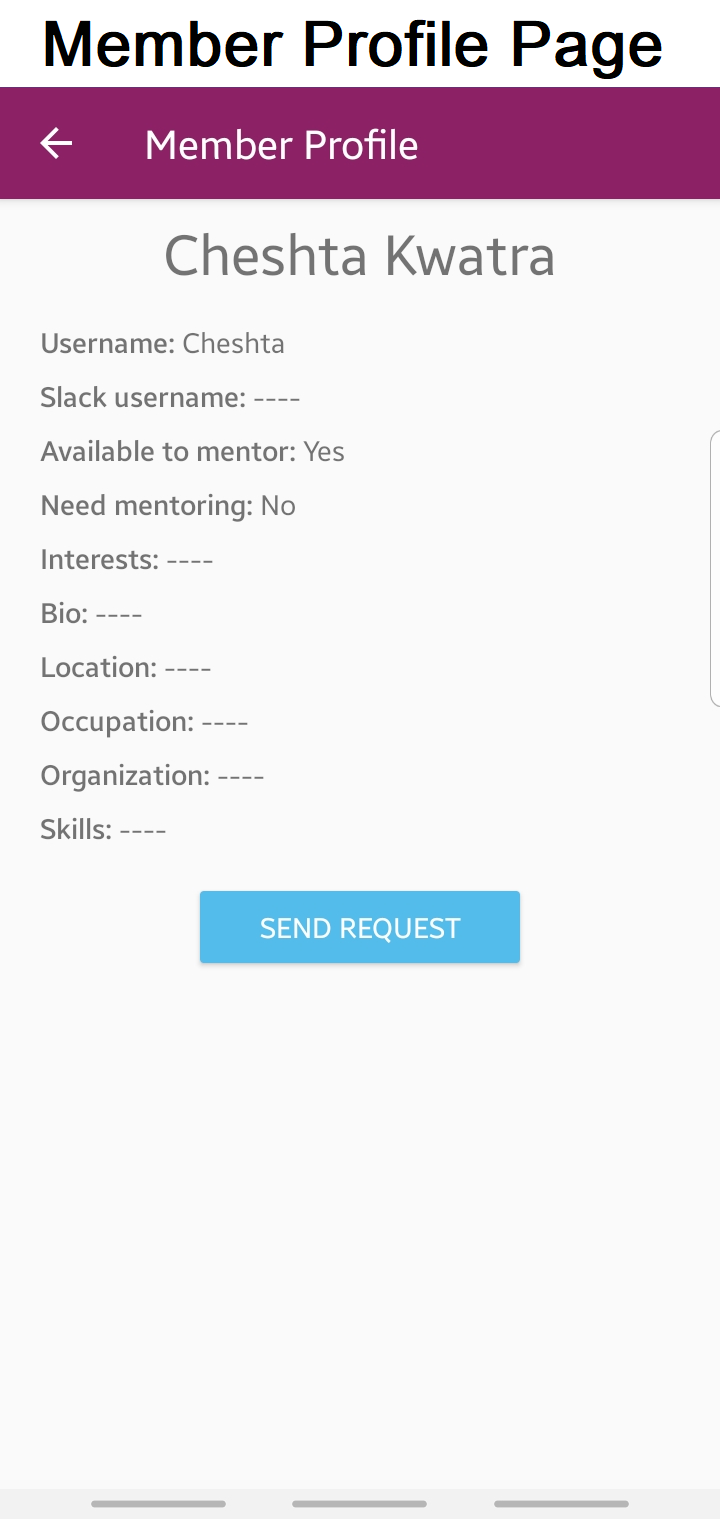 Member Profile Page
Member Profile
Cheshta Kwatra
Username: Cheshta
Slack username: ----
Available to mentor: Yes
Need mentoring: No
Interests: ----
Bio: ----
Location: ----
Occupation: ----
Organization: ----
Skills: ----
SEND REQUEST